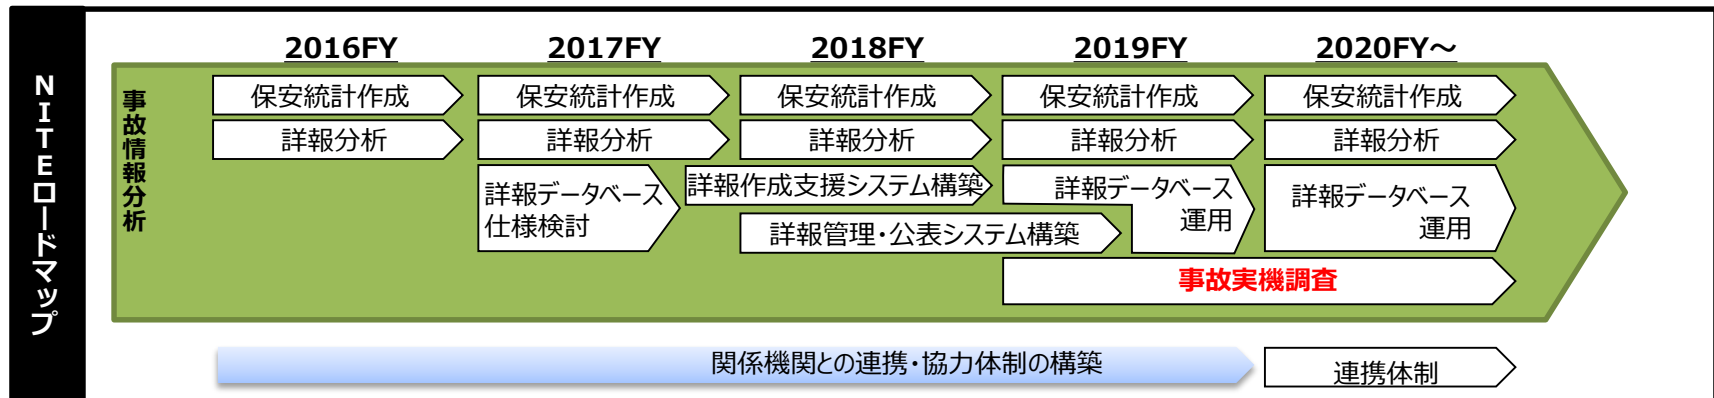 NITEロードマップ
2016FY
2017FY
2018FY
2019FY
2020FY～
事故情報分析
保安統計作成
保安統計作成
保安統計作成
保安統計作成
保安統計作成
詳報分析
詳報分析
詳報分析
詳報分析
詳報分析
詳報データベース
仕様検討
詳報作成支援システム構築
詳報管理・公表システム構築
詳報データベース
運用
詳報データベース
運用
事故実機調査
関係機関との連携・協力体制の構築
連携体制